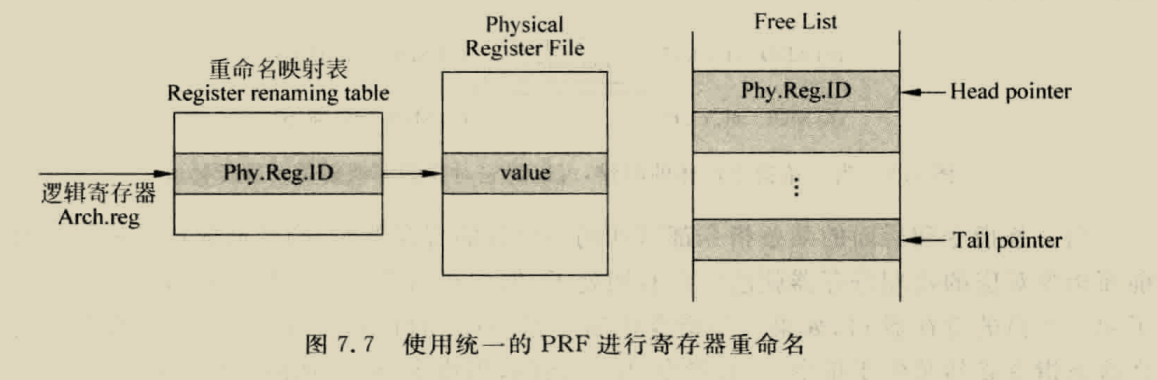 重命名映射表
Register renaming table
逻辑寄存器
Arch.reg
Phy.Reg.ID
Physical
Register File
value
Free List
Phy.Reg.ID
Head pointer
⋮
Tail pointer
图 7.7 使用统一的 PRF 进行寄存器重命名